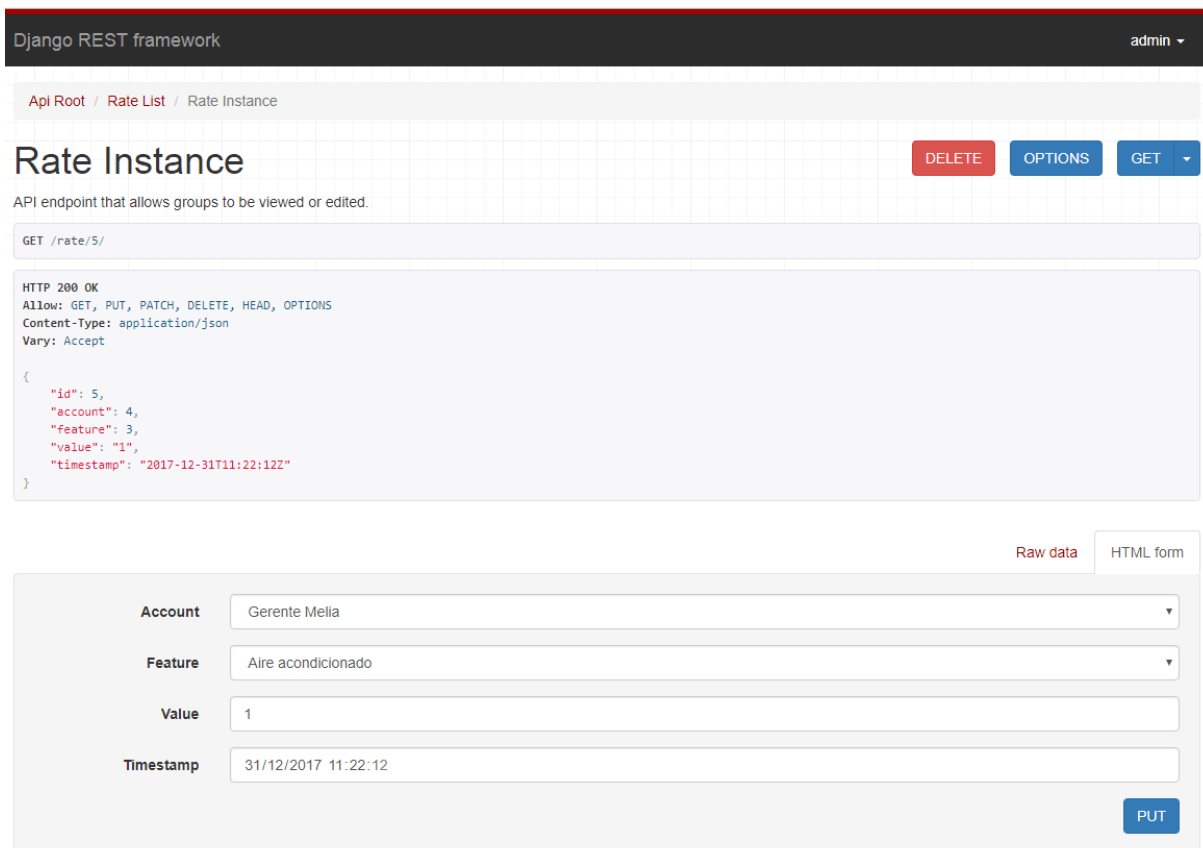 Django REST framework
admin
Api Root / Rate List / Rate Instance
Rate Instance
DELETE
OPTIONS
GET
API endpoint that allows groups to be viewed or edited.
GET /rate/5/
HTTP 200 OK
Allow: GET, PUT, PATCH, DELETE, HEAD, OPTIONS
Content-Type: application/json
Vary: Accept
{
"id": 5,
"account": 4,
"feature": 3,
"value": "1",
"timestamp": "2017-12-31T11:22:12Z"
}
Raw data
HTML form
Account
Gerente Melia
Feature
Aire acondicionado
Value
1
Timestamp
31/12/2017 11:22:12
PUT